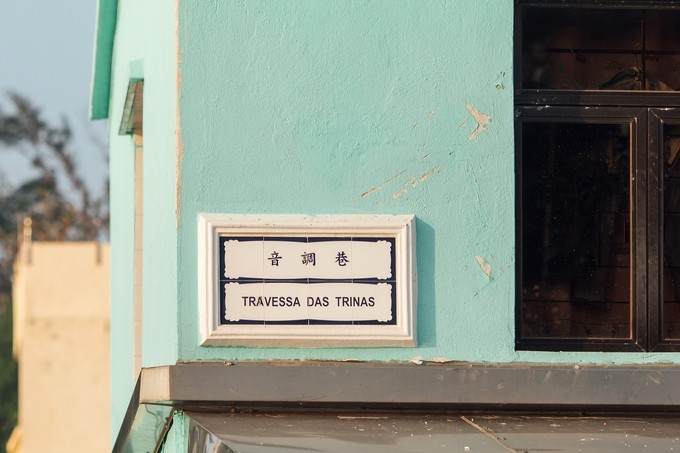 音調巷
TRAVESSA DAS TRINAS